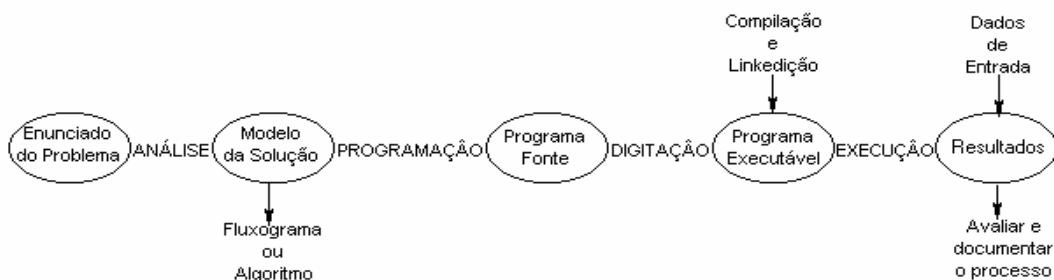 Compilação
e
Linkedição
Dados
de
Entrada
Enunciado
do Problema
ANÁLISE
Modelo
da Solução
PROGRAMAÇÂO
Programa
Fonte
DIGITAÇÂO
Programa
Executável
EXECUÇÂO
Resultados
Fluxograma
ou
Algoritmo
Avaliar e
documentar
o processo